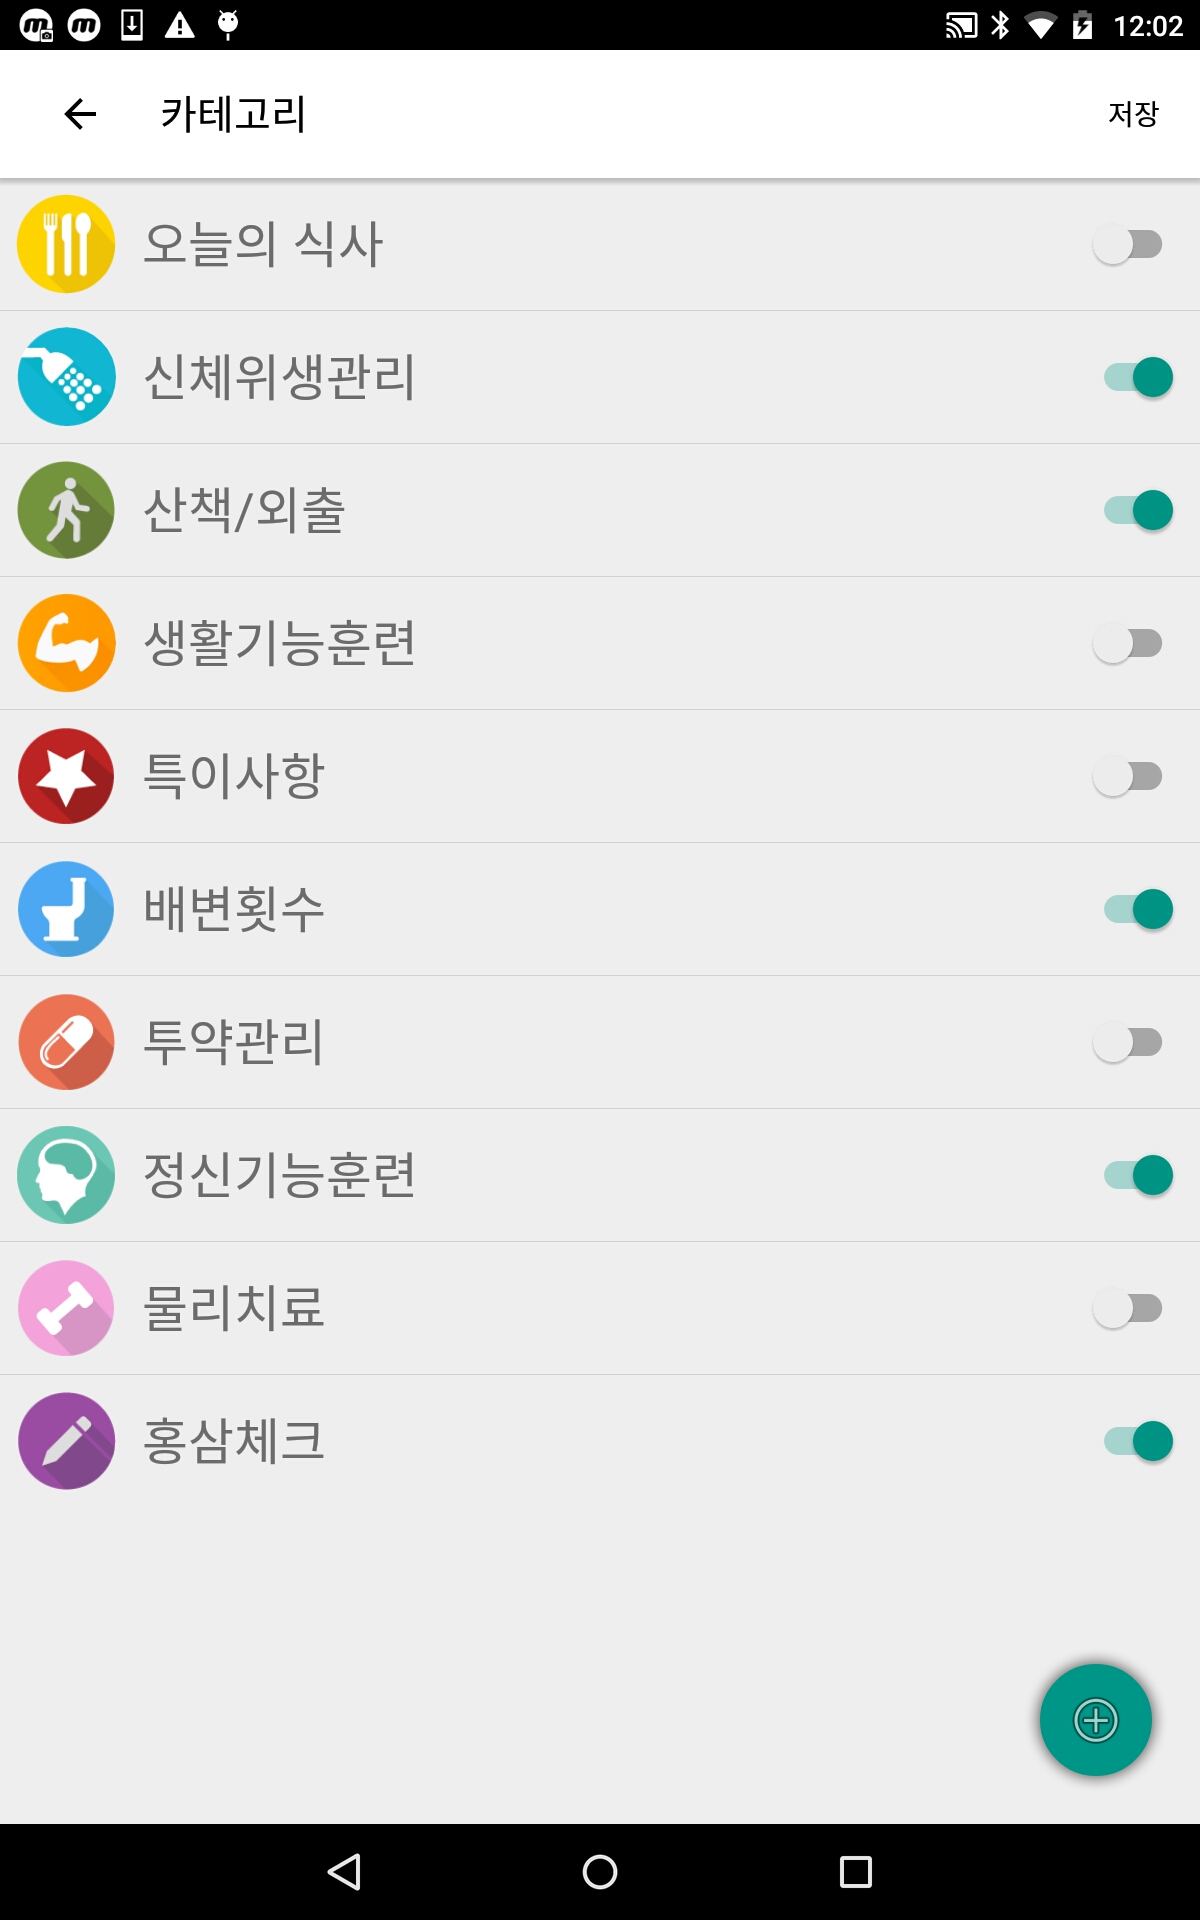 12:02
카테고리
저장
오늘의 식사
신체위생관리
산책/외출
생활기능훈련
특이사항
배변횟수
투약관리
정신기능훈련
물리치료
홍삼체크